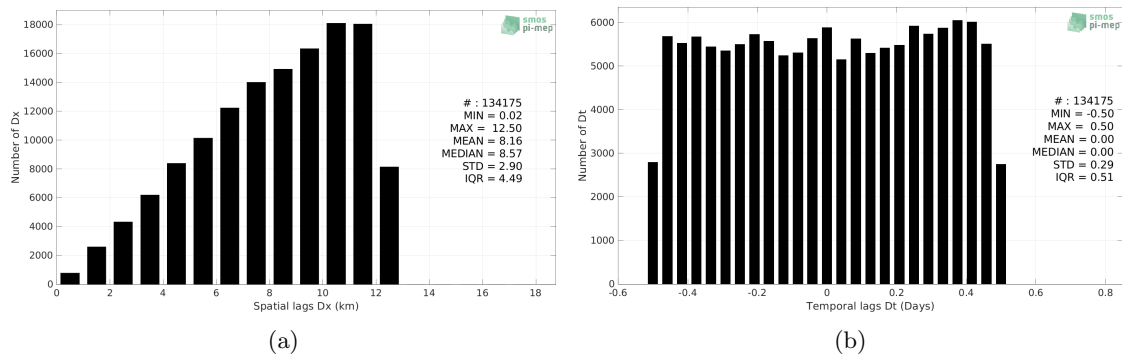 18000
16000
14000
12000
10000
8000
6000
4000
2000
0
Number of Dx
0 2 4 6 8 10 12 14 16 18
Spatial lags Dx (km)
smos
pi-mep
# : 134175
MIN = 0.02
MAX = 12.50
MEAN = 8.16
MEDIAN = 8.57
STD = 2.90
IQR = 4.49
(a)
6000
5000
4000
3000
2000
1000
0
Number of Dt
-0.6 -0.4 -0.2 0 0.2 0.4 0.6 0.8
Temporal lags Dt (Days)
smos
pi-mep
# : 134175
MIN = -0.50
MAX = 0.50
MEAN = 0.00
MEDIAN = 0.00
STD = 0.29
IQR = 0.51
(b)